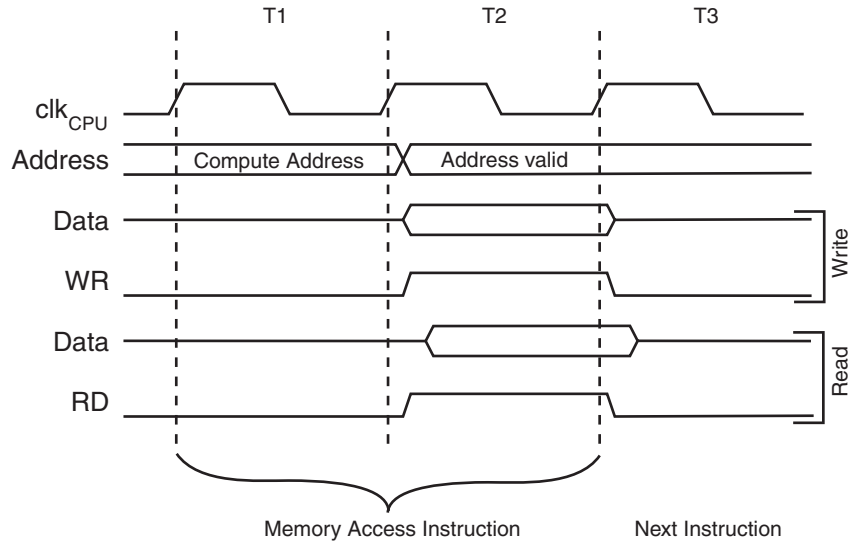 T1 T2 T3
clkCPU
Address Compute Address Address valid
Data
WR
Write
Data
RD
Read
Memory Access Instruction Next Instruction